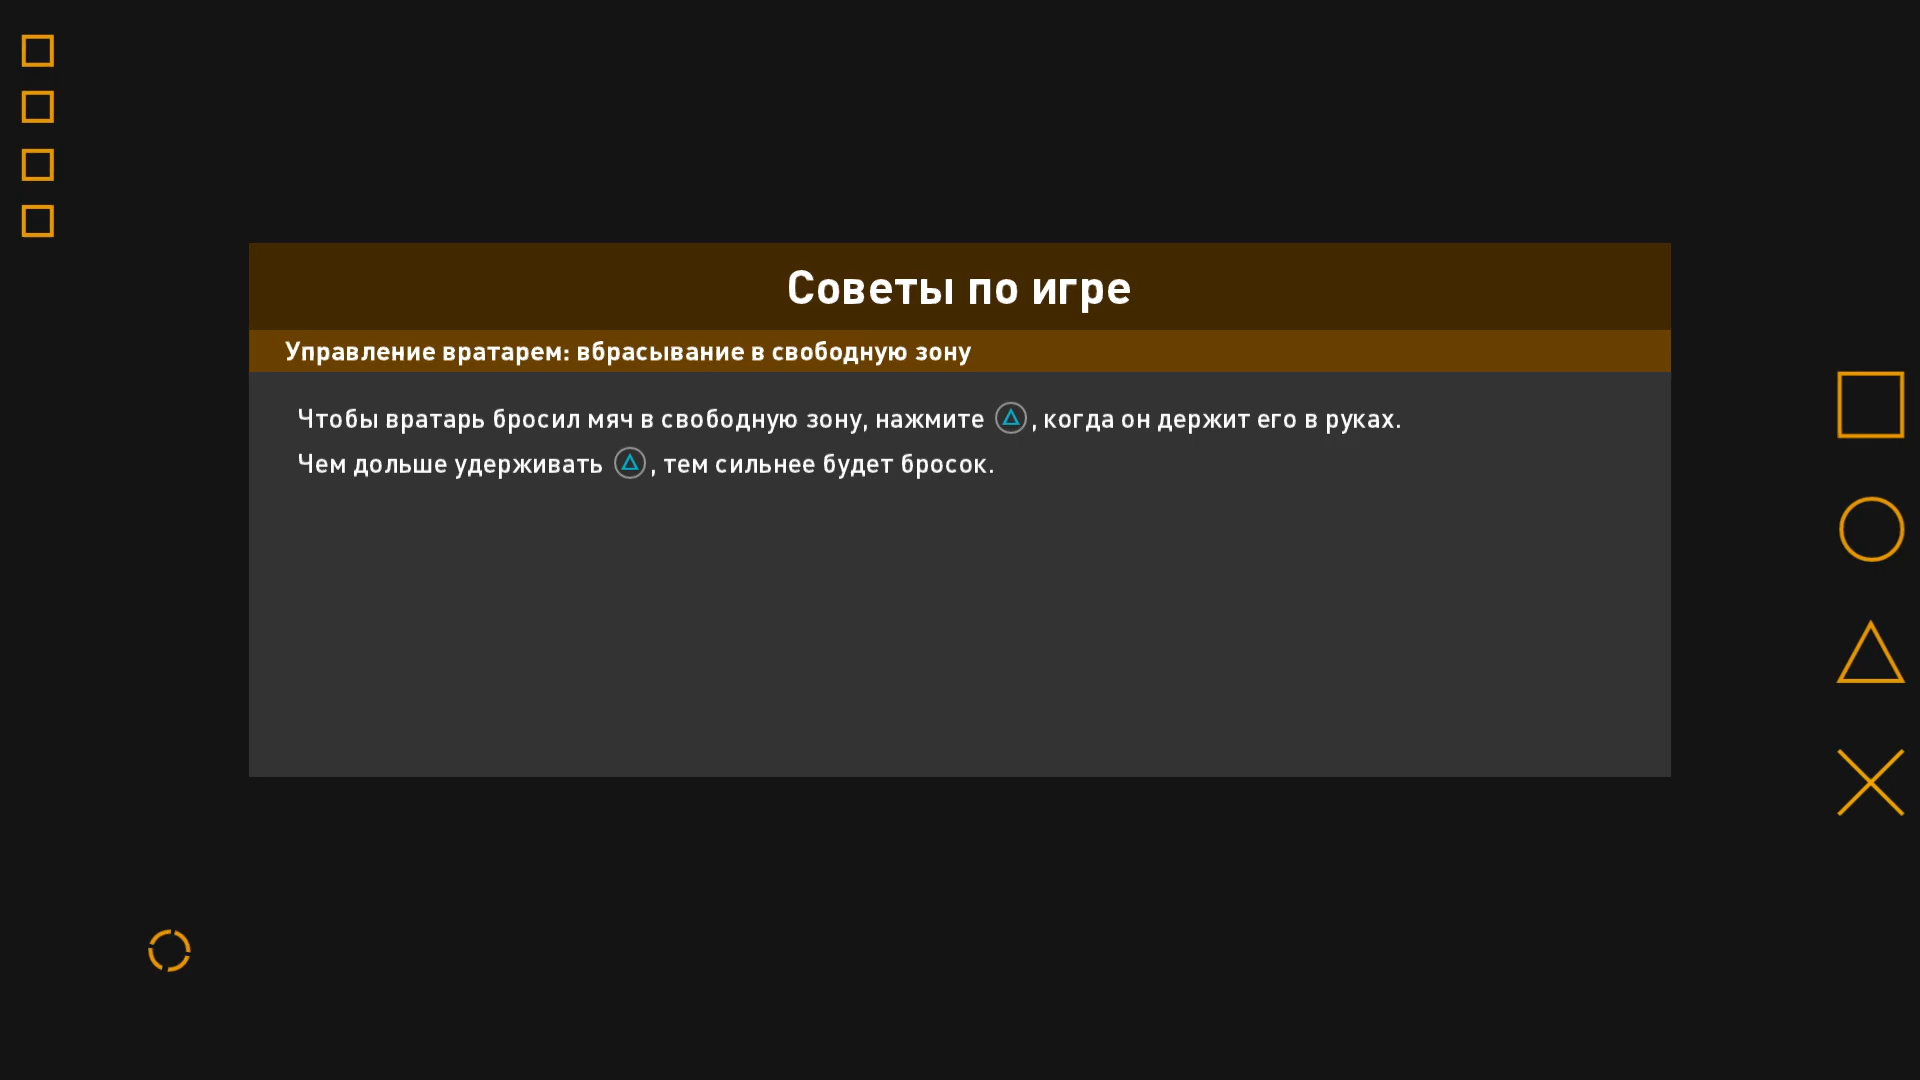 Советы по игре
Управление вратарем: вбрасывание в свободную зону
Чтобы вратарь бросил мяч в свободную зону, нажмите △, когда он держит его в руках.
Чем дольше удерживать △, тем сильнее будет бросок.